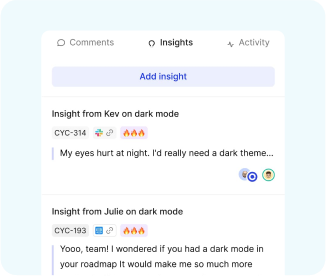 Comments Insights Activity
Add insight
Insight from Kev on dark mode
CYC-314 🔥🔥🔥
My eyes hurt at night. I'd really need a dark theme...
Insight from Julie on dark mode
CYC-193 🔥🔥🔥
Yooo, team! I wondered if you had a dark mode in
your roadmap It would make me so much more